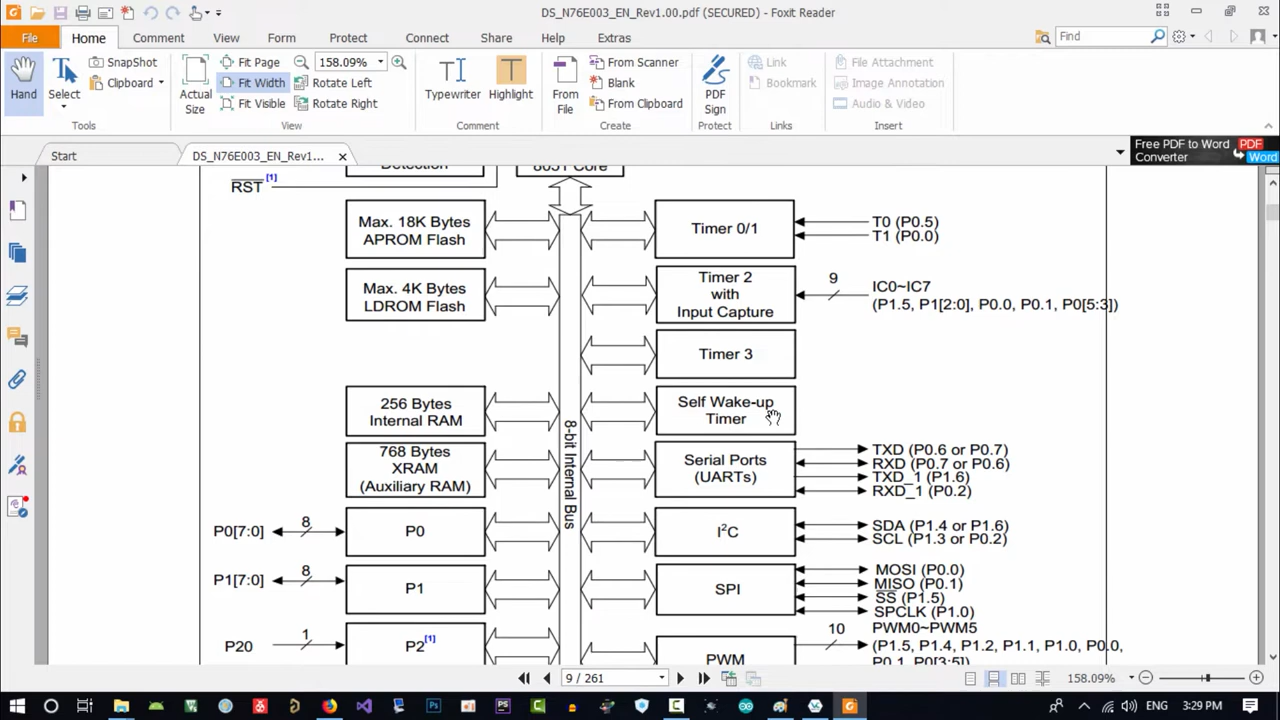 DS_N76E003_EN_Rev1.00.pdf (SECURED) - Foxit Reader
File
Home
Comment
View
Form
Protect
Connect
Share
Help
Extras
Find
Hand
Select
SnapShot
Clipboard
Actual
Size
Fit Page
Fit Width
Fit Visible
158.09%
Rotate Left
Rotate Right
Typewriter
Highlight
From
File
From Scanner
Blank
From Clipboard
PDF
Sign
Link
Bookmark
File Attachment
Image Annotation
Audio & Video
Tools
View
Comment
Create
Protect
Links
Insert
Start
DS_N76E003_EN_Rev1...
Free PDF to Word
Converter
PDF
Word
Detection
8051 Core
RST [1]
Max. 18K Bytes
APROM Flash
Timer 0/1
T0 (P0.5)
T1 (P0.0)
Max. 4K Bytes
LDROM Flash
Timer 2
with
Input Capture
9
IC0~IC7
(P1.5, P1[2:0], P0.0, P0.1, P0[5:3])
Timer 3
256 Bytes
Internal RAM
Self Wake-up
Timer
8-bit Internal Bus
768 Bytes
XRAM
(Auxiliary RAM)
Serial Ports
(UARTs)
TXD (P0.6 or P0.7)
RXD (P0.7 or P0.6)
TXD_1 (P1.6)
RXD_1 (P0.2)
P0[7:0]
8
P0
I2C
SDA (P1.4 or P1.6)
SCL (P1.3 or P0.2)
P1[7:0]
8
P1
SPI
MOSI (P0.0)
MISO (P0.1)
SS (P1.5)
SPCLK (P1.0)
P20
1
P2[1]
PWM
10
PWM0~PWM5
(P1.5, P1.4, P1.2, P1.1, P1.0, P0.0,
P0.1, P0[3:5])
9 / 261
158.09%
ENG
3:29 PM